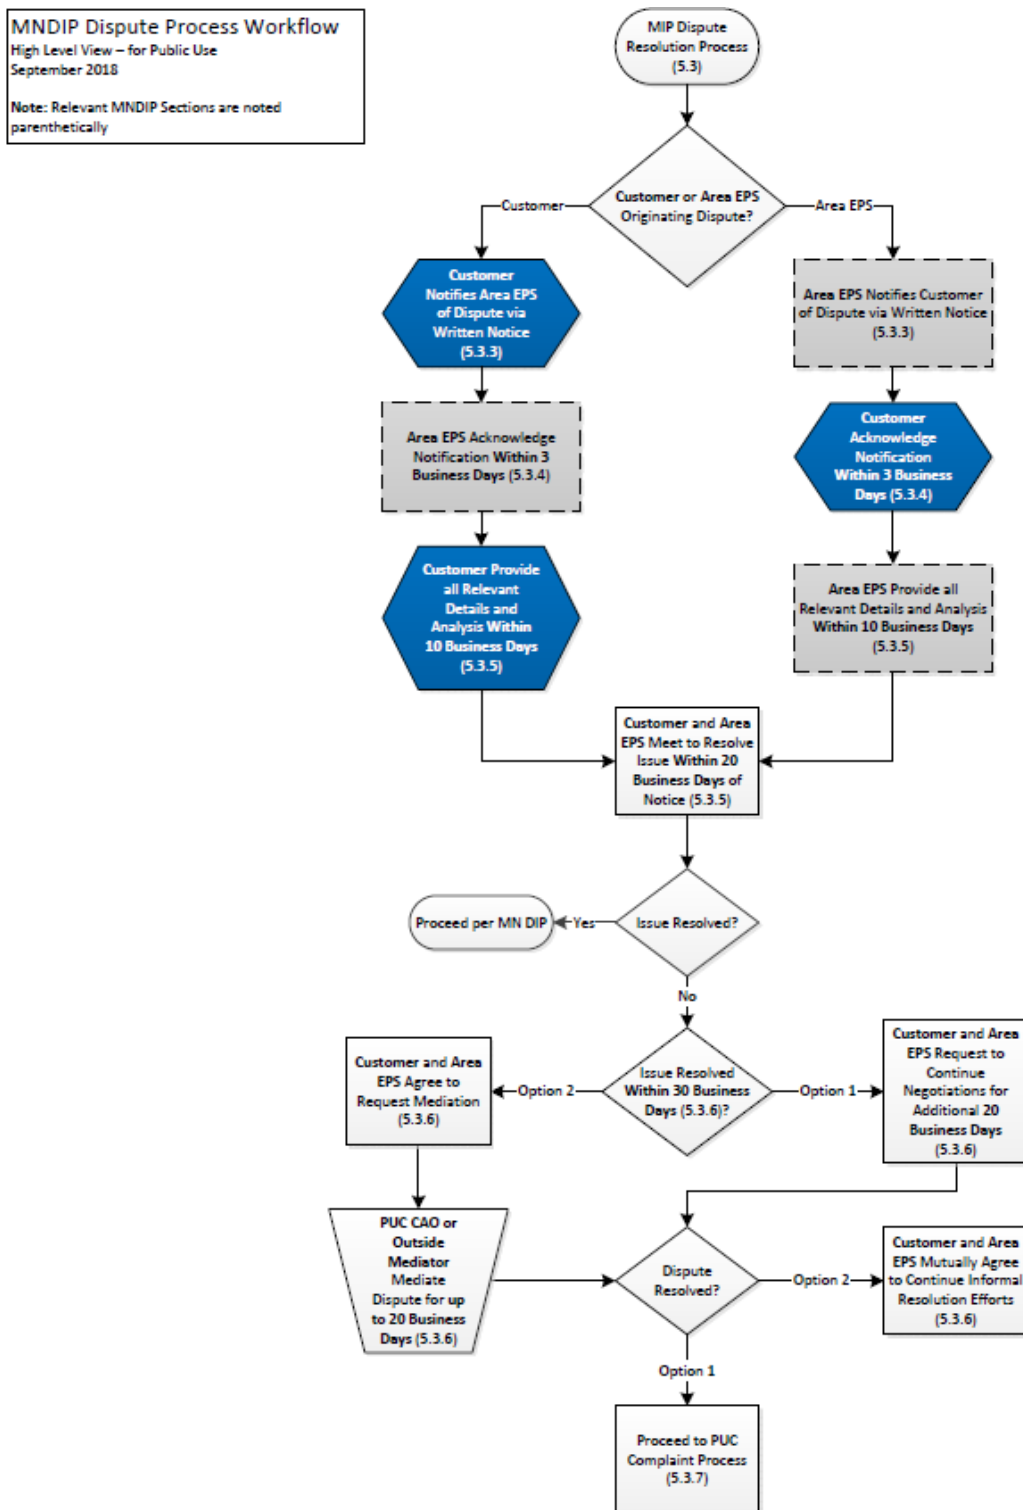 MNDIP Dispute Process Workflow
High Level View – for Public Use
September 2018
Note: Relevant MNDIP Sections are noted
parenthetically
MIP Dispute
Resolution Process
(5.3)
Customer or Area EPS
Originating Dispute?
Customer
Area EPS
Customer
Notifies Area EPS
of Dispute via
Written Notice
(5.3.3)
Area EPS Notifies Customer
of Dispute via Written Notice
(5.3.3)
Area EPS Acknowledge
Notification Within 3
Business Days (5.3.4)
Customer
Acknowledge
Notification
Within 3 Business
Days (5.3.4)
Customer Provide
all Relevant
Details and
Analysis Within
10 Business Days
(5.3.5)
Area EPS Provide all
Relevant Details and Analysis
Within 10 Business Days
(5.3.5)
Customer and Area
EPS Meet to Resolve
Issue Within 20
Business Days of
Notice (5.3.5)
Issue Resolved?
Yes
Proceed per MN DIP
No
Issue Resolved
Within 30 Business
Days (5.3.6)?
Option 2
Option 1
Customer and Area
EPS Agree to
Request Mediation
(5.3.6)
Customer and Area
EPS Request to
Continue
Negotiations for
Additional 20
Business Days
(5.3.6)
PUC CAO or
Outside
Mediator
Mediate
Dispute for up
to 20 Business
Days (5.3.6)
Dispute
Resolved?
Option 2
Customer and Area
EPS Mutually Agree
to Continue Informal
Resolution Efforts
(5.3.6)
Option 1
Proceed to PUC
Complaint Process
(5.3.7)